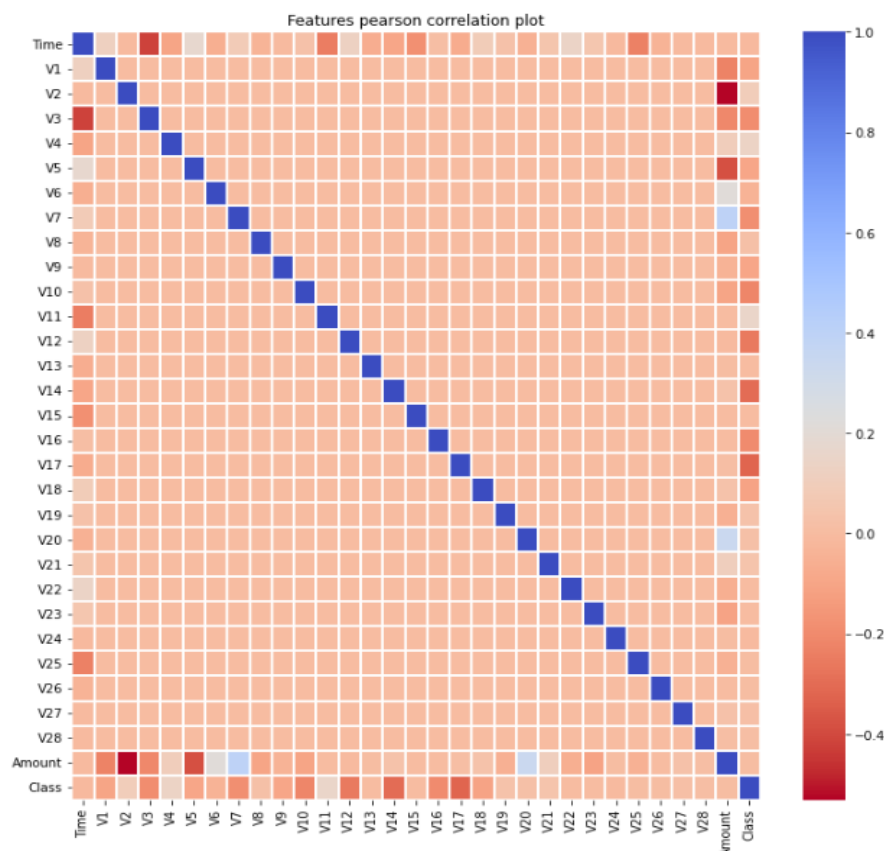 Features pearson correlation plot
Time
V1
V2
V3
V4
V5
V6
V7
V8
V9
V10
V11
V12
V13
V14
V15
V16
V17
V18
V19
V20
V21
V22
V23
V24
V25
V26
V27
V28
Amount
Class
Time
V1
V2
V3
V4
V5
V6
V7
V8
V9
V10
V11
V12
V13
V14
V15
V16
V17
V18
V19
V20
V21
V22
V23
V24
V25
V26
V27
V28
Amount
Class
1.0
0.8
0.6
0.4
0.2
0.0
−0.2
−0.4